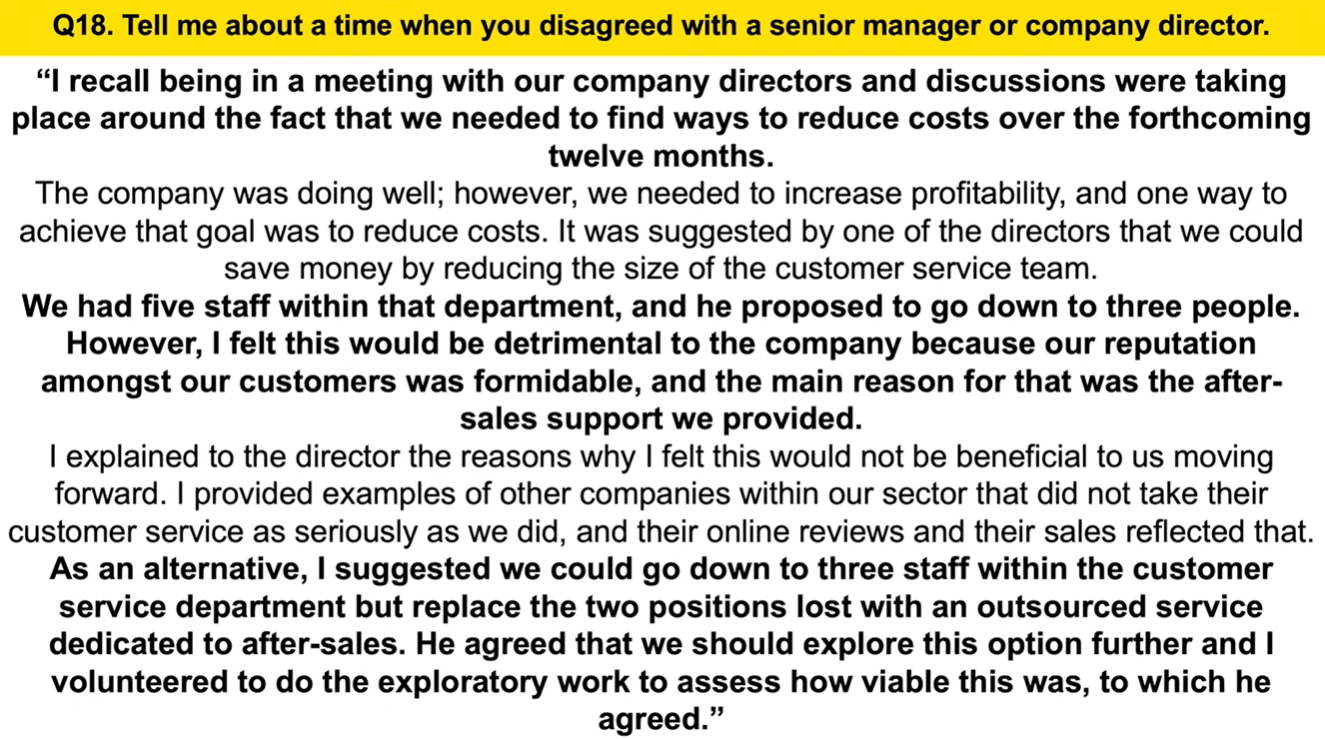 Q18. Tell me about a time when you disagreed with a senior manager or company director.
“I recall being in a meeting with our company directors and discussions were taking
place around the fact that we needed to find ways to reduce costs over the forthcoming
twelve months.
The company was doing well; however, we needed to increase profitability, and one way to
achieve that goal was to reduce costs. It was suggested by one of the directors that we could
save money by reducing the size of the customer service team.
We had five staff within that department, and he proposed to go down to three people.
However, I felt this would be detrimental to the company because our reputation
amongst our customers was formidable, and the main reason for that was the after-
sales support we provided.
I explained to the director the reasons why I felt this would not be beneficial to us moving
forward. I provided examples of other companies within our sector that did not take their
customer service as seriously as we did, and their online reviews and their sales reflected that.
As an alternative, I suggested we could go down to three staff within the customer
service department but replace the two positions lost with an outsourced service
dedicated to after-sales. He agreed that we should explore this option further and I
volunteered to do the exploratory work to assess how viable this was, to which he
agreed.”